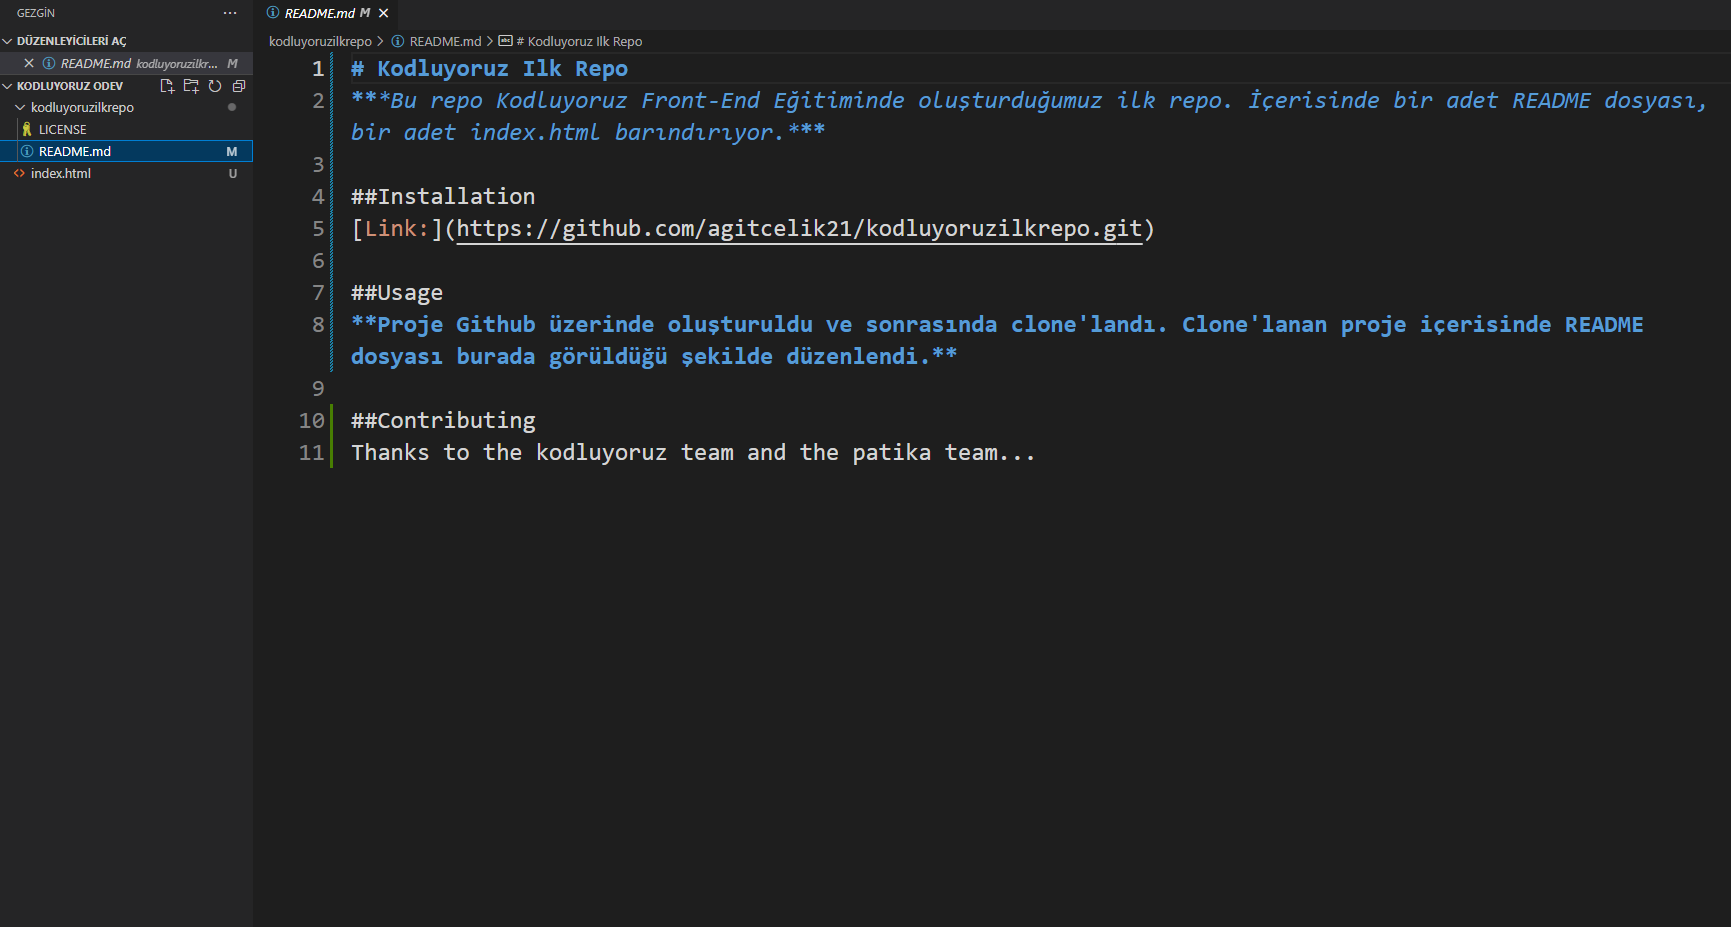 GEZGİN ···
DÜZENLEYİCİLERİ AÇ
README.md kodluyoruzilkr... M
KODLUYORUZ ODEV
kodluyoruzilkrepo
LICENSE
README.md M
index.html U
README.md M
kodluyoruzilkrepo > README.md > # Kodluyoruz Ilk Repo
1 # Kodluyoruz Ilk Repo
2 ***Bu repo Kodluyoruz Front-End Eğitiminde oluşturduğumuz ilk repo. İçerisinde bir adet README dosyası,
bir adet index.html barındırıyor.***
3
4 ##Installation
5 [Link:](https://github.com/agitcelik21/kodluyoruzilkrepo.git)
6
7 ##Usage
8 **Proje Github üzerinde oluşturuldu ve sonrasında clone'landı. Clone'lanan proje içerisinde README
dosyası burada görüldüğü şekilde düzenlendi.**
9
10 ##Contributing
11 Thanks to the kodluyoruz team and the patika team...